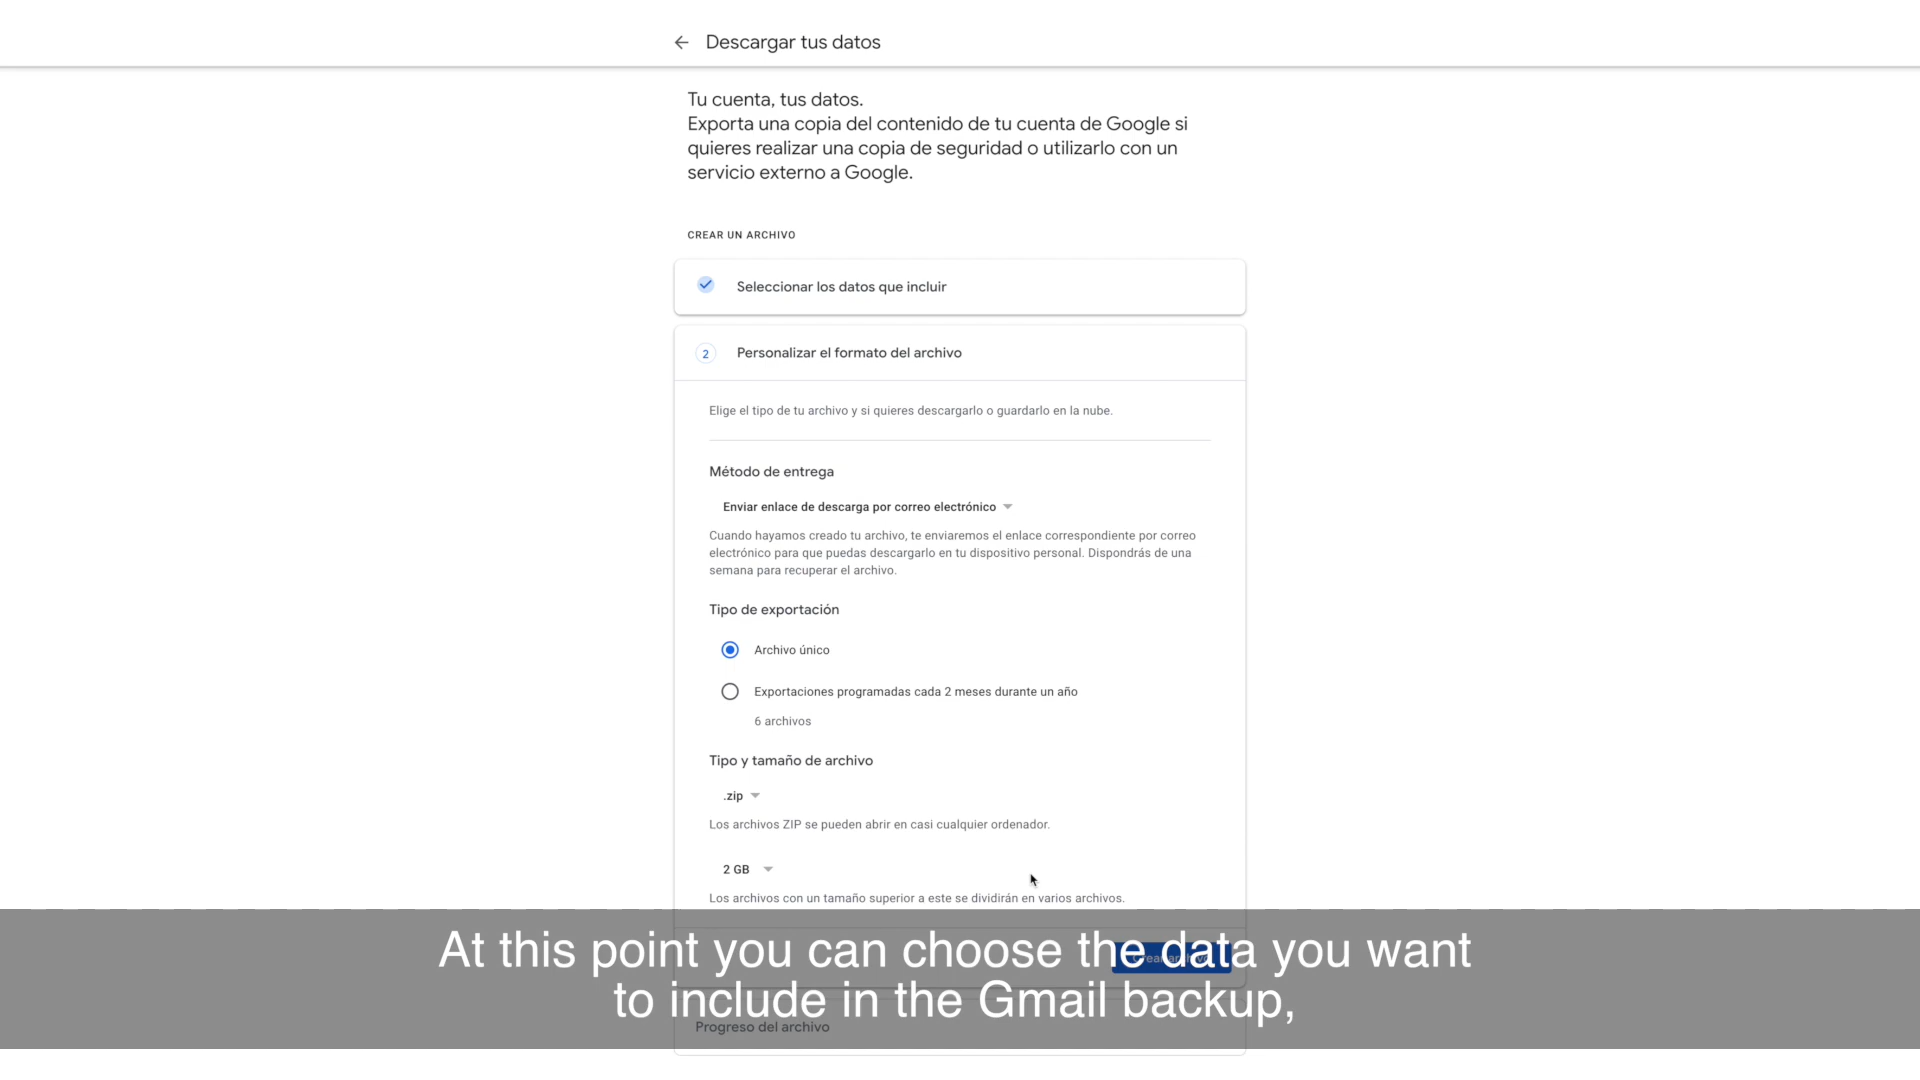 Descargar tus datos
Tu cuenta, tus datos.
Exporta una copia del contenido de tu cuenta de Google si
quieres realizar una copia de seguridad o utilizarlo con un
servicio externo a Google.
CREAR UN ARCHIVO
Seleccionar los datos que incluir
2 Personalizar el formato del archivo
Elige el tipo de tu archivo y si quieres descargarlo o guardarlo en la nube.
Método de entrega
Enviar enlace de descarga por correo electrónico
Cuando hayamos creado tu archivo, te enviaremos el enlace correspondiente por correo
electrónico para que puedas descargarlo en tu dispositivo personal. Dispondrás de una
semana para recuperar el archivo.
Tipo de exportación
Archivo único
Exportaciones programadas cada 2 meses durante un año
6 archivos
Tipo y tamaño de archivo
.zip
Los archivos ZIP se pueden abrir en casi cualquier ordenador.
2 GB
Los archivos con un tamaño superior a este se dividirán en varios archivos.
At this point you can choose the data you want
to include in the Gmail backup,
Progreso del archivo